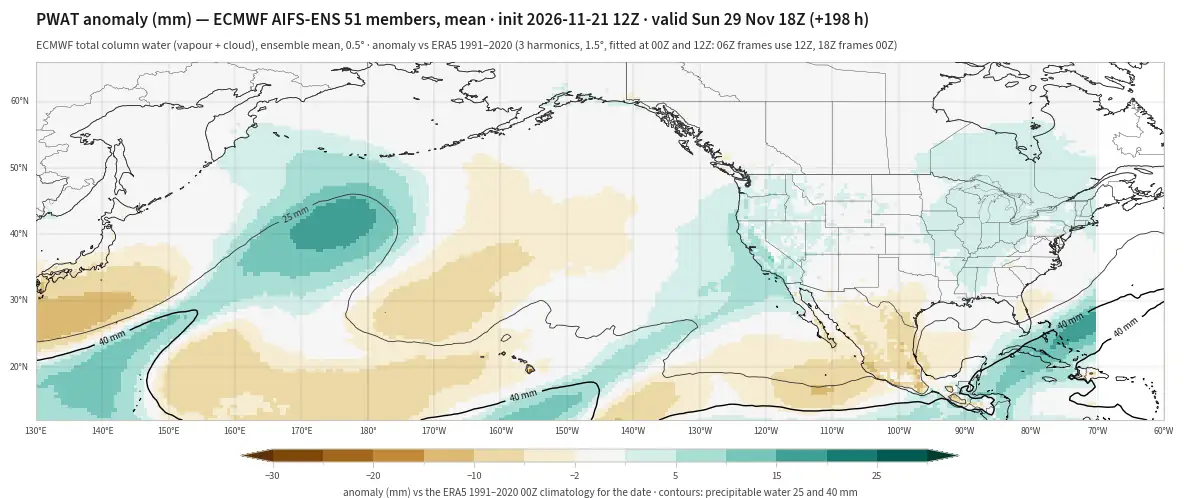 PWAT anomaly (mm) — ECMWF AIFS-ENS 51 members, mean · init 2026-11-21 12Z · valid Sun 29 Nov 18Z (+198 h)
ECMWF total column water (vapour + cloud), ensemble mean, 0.5° · anomaly vs ERA5 1991–2020 (3 harmonics, 1.5°, fitted at 00Z and 12Z: 06Z frames use 12Z, 18Z frames 00Z)
60°N
50°N
25 mm
40°N
30°N
40 mm
40 mm
40 mm
20°N
40 mm
130°E 140°E 150°E 160°E 170°E 180° 170°W 160°W 150°W 140°W 130°W 120°W 110°W 100°W 90°W 80°W 70°W 60°W
−30 −20 −10 −2 5 15 25
anomaly (mm) vs the ERA5 1991–2020 00Z climatology for the date · contours: precipitable water 25 and 40 mm